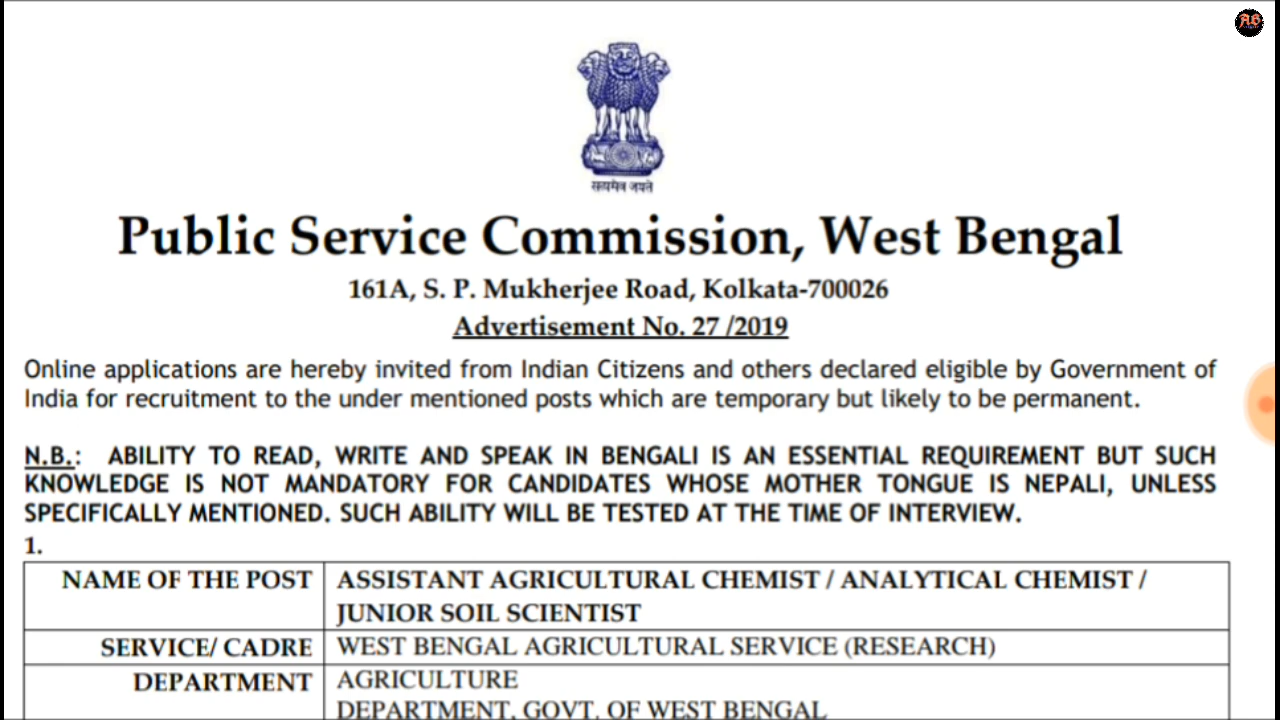 AB
सत्यमेव जयते
Public Service Commission, West Bengal
161A, S. P. Mukherjee Road, Kolkata-700026
Advertisement No. 27 /2019
Online applications are hereby invited from Indian Citizens and others declared eligible by Government of
India for recruitment to the under mentioned posts which are temporary but likely to be permanent.
N.B.: ABILITY TO READ, WRITE AND SPEAK IN BENGALI IS AN ESSENTIAL REQUIREMENT BUT SUCH
KNOWLEDGE IS NOT MANDATORY FOR CANDIDATES WHOSE MOTHER TONGUE IS NEPALI, UNLESS
SPECIFICALLY MENTIONED. SUCH ABILITY WILL BE TESTED AT THE TIME OF INTERVIEW.
1.
NAME OF THE POST ASSISTANT AGRICULTURAL CHEMIST / ANALYTICAL CHEMIST /
JUNIOR SOIL SCIENTIST
SERVICE/ CADRE WEST BENGAL AGRICULTURAL SERVICE (RESEARCH)
DEPARTMENT AGRICULTURE
DEPARTMENT, GOVT. OF WEST BENGAL